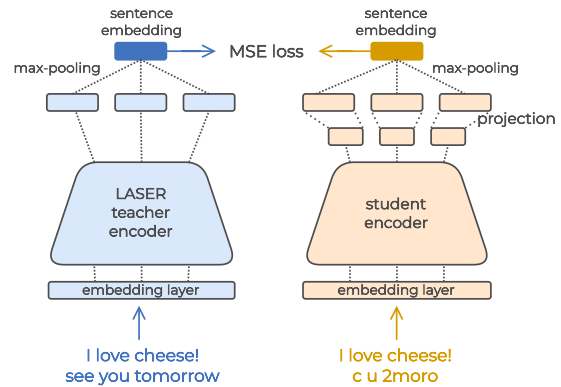 sentence
embedding
MSE loss
sentence
embedding
max-pooling
max-pooling
projection
LASER
teacher
encoder
student
encoder
embedding layer
embedding layer
I love cheese!
see you tomorrow
I love cheese!
c u 2moro